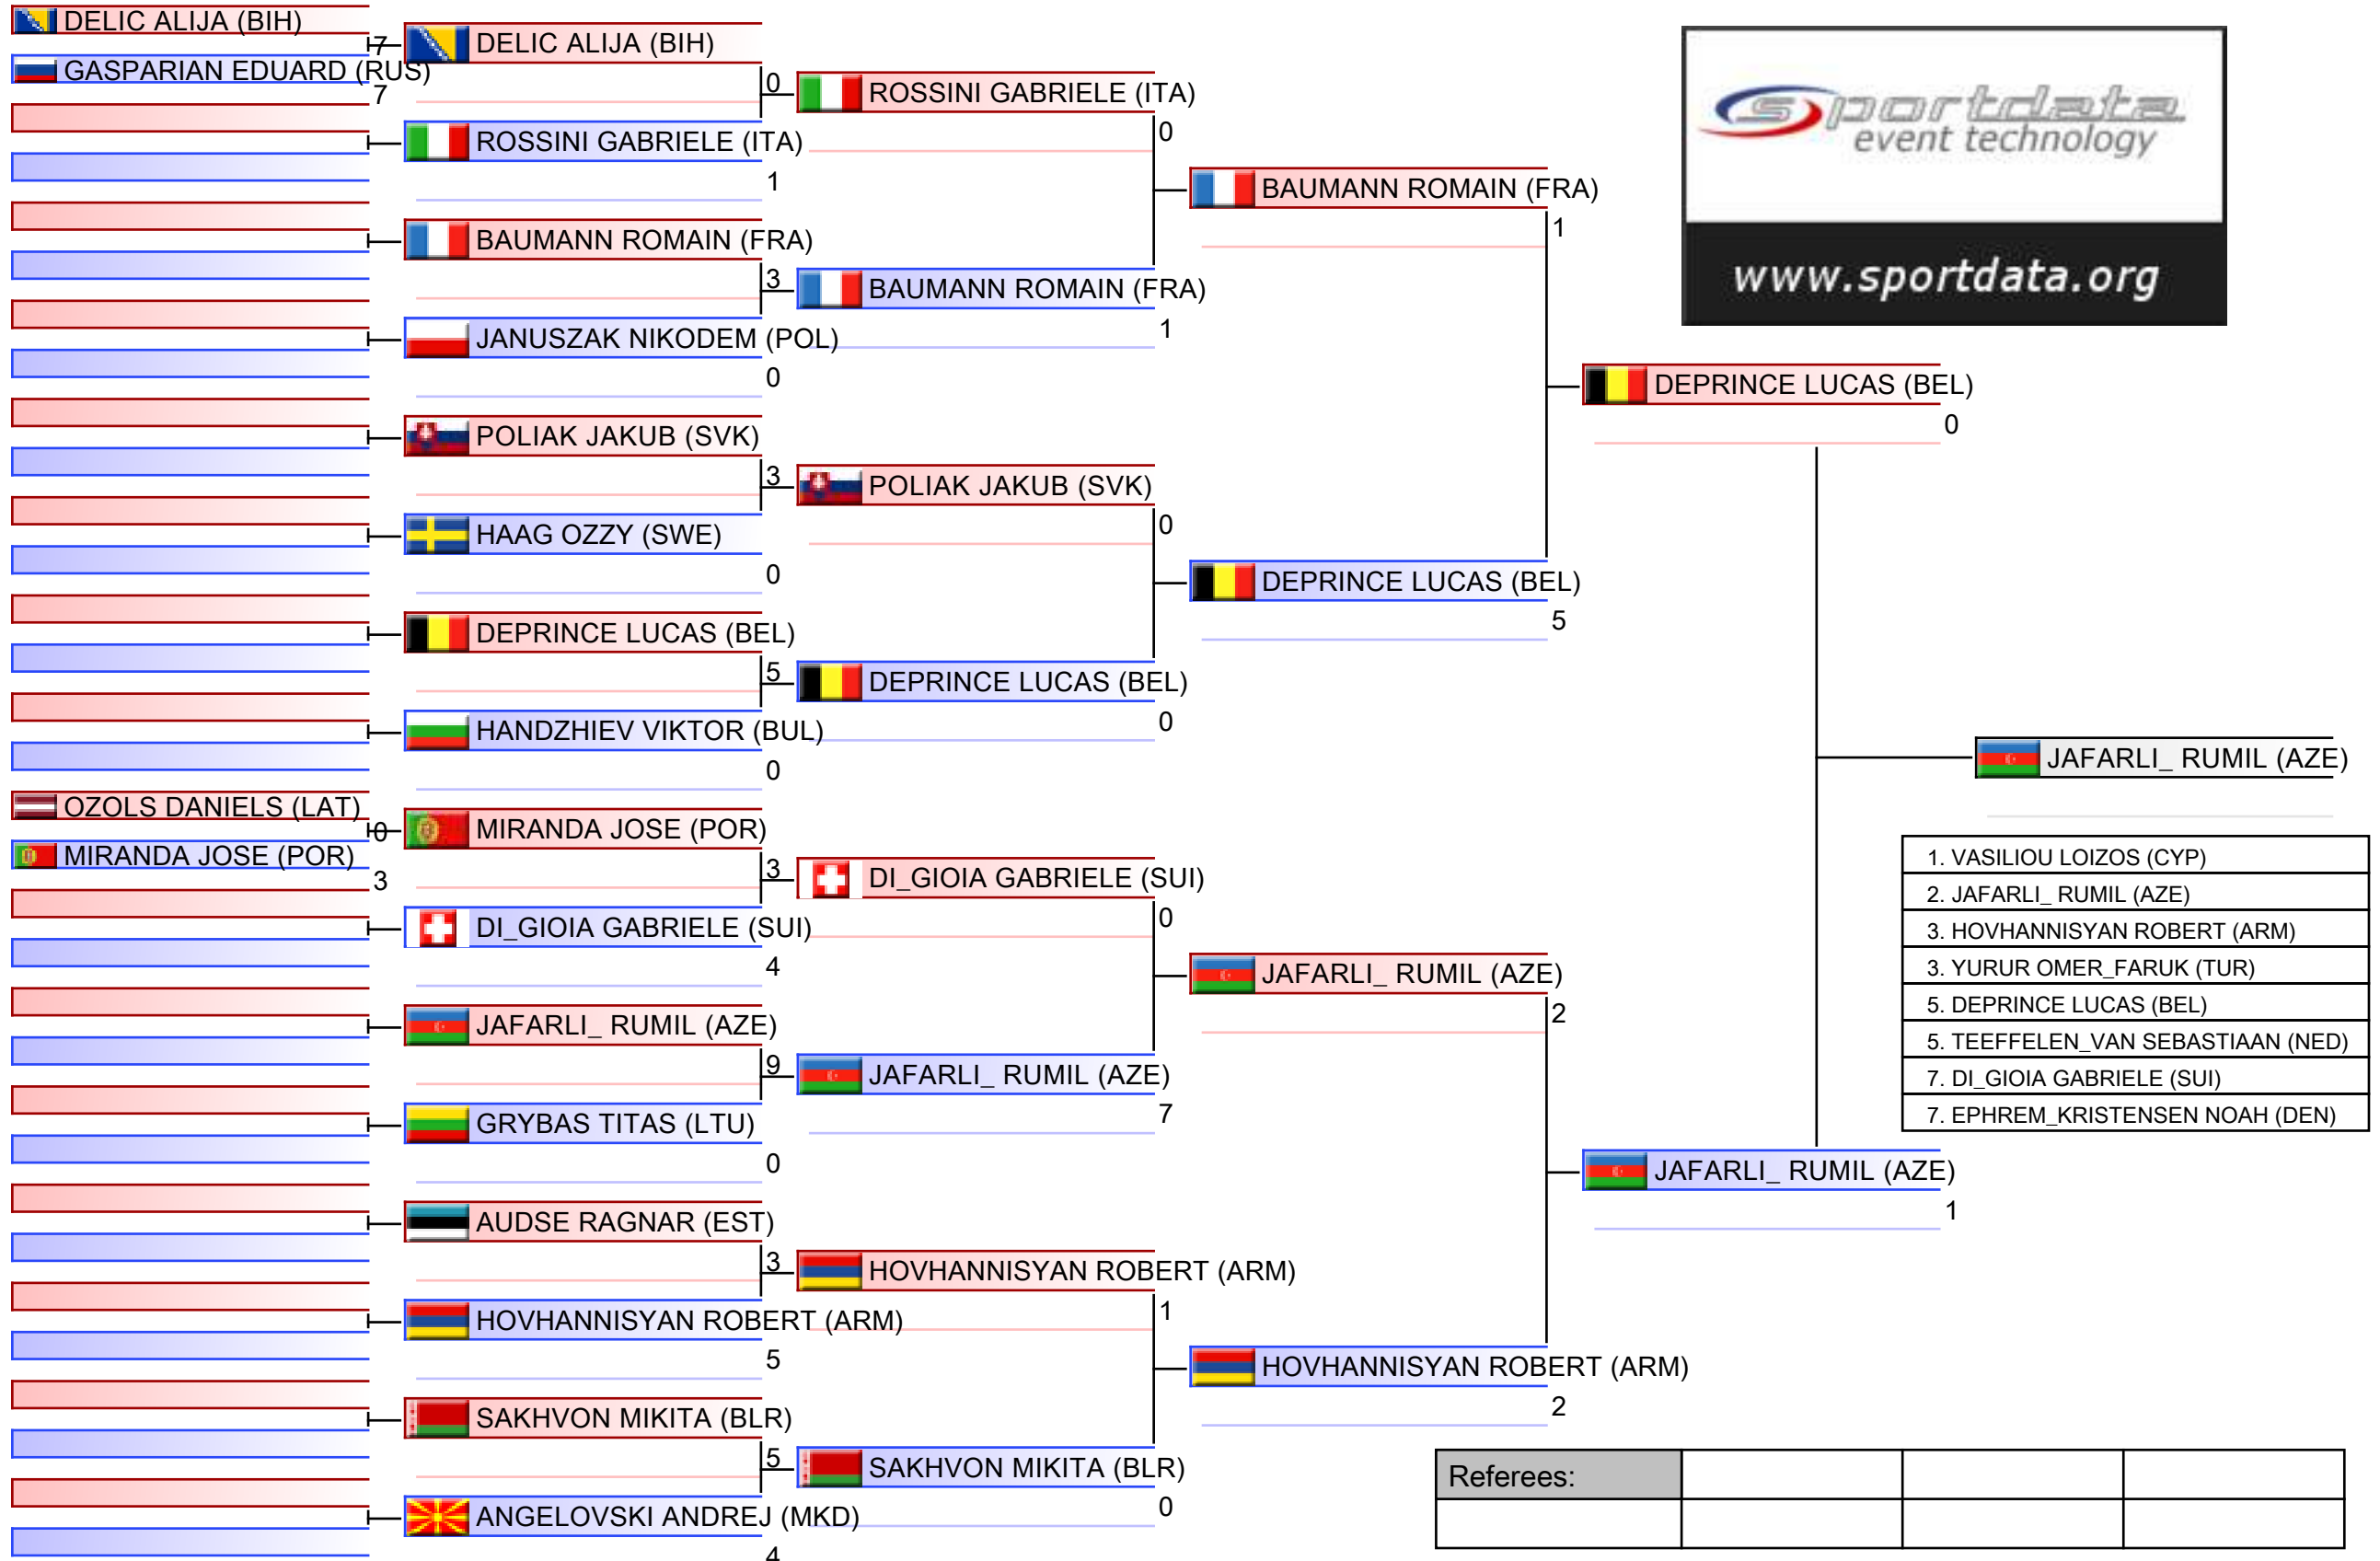 DELIC ALIJA (BIH)
7
GASPARIAN EDUARD (RUS)
7
OZOLS DANIELS (LAT)
0
MIRANDA JOSE (POR)
3
DELIC ALIJA (BIH)
0
ROSSINI GABRIELE (ITA)
1
BAUMANN ROMAIN (FRA)
3
JANUSZAK NIKODEM (POL)
0
POLIAK JAKUB (SVK)
3
HAAG OZZY (SWE)
0
DEPRINCE LUCAS (BEL)
5
HANDZHIEV VIKTOR (BUL)
0
MIRANDA JOSE (POR)
3
DI_GIOIA GABRIELE (SUI)
4
JAFARLI_ RUMIL (AZE)
9
GRYBAS TITAS (LTU)
0
AUDSE RAGNAR (EST)
3
HOVHANNISYAN ROBERT (ARM)
5
SAKHVON MIKITA (BLR)
5
ANGELOVSKI ANDREJ (MKD)
4
ROSSINI GABRIELE (ITA)
0
BAUMANN ROMAIN (FRA)
1
POLIAK JAKUB (SVK)
0
DEPRINCE LUCAS (BEL)
0
DI_GIOIA GABRIELE (SUI)
0
JAFARLI_ RUMIL (AZE)
7
HOVHANNISYAN ROBERT (ARM)
1
SAKHVON MIKITA (BLR)
0
BAUMANN ROMAIN (FRA)
1
DEPRINCE LUCAS (BEL)
5
JAFARLI_ RUMIL (AZE)
2
HOVHANNISYAN ROBERT (ARM)
2
DEPRINCE LUCAS (BEL)
0
JAFARLI_ RUMIL (AZE)
1
JAFARLI_ RUMIL (AZE)
sportdata
event technology
www.sportdata.org
1. VASILIOU LOIZOS (CYP)
2. JAFARLI_ RUMIL (AZE)
3. HOVHANNISYAN ROBERT (ARM)
3. YURUR OMER_FARUK (TUR)
5. DEPRINCE LUCAS (BEL)
5. TEEFFELEN_VAN SEBASTIAAN (NED)
7. DI_GIOIA GABRIELE (SUI)
7. EPHREM_KRISTENSEN NOAH (DEN)
Referees: